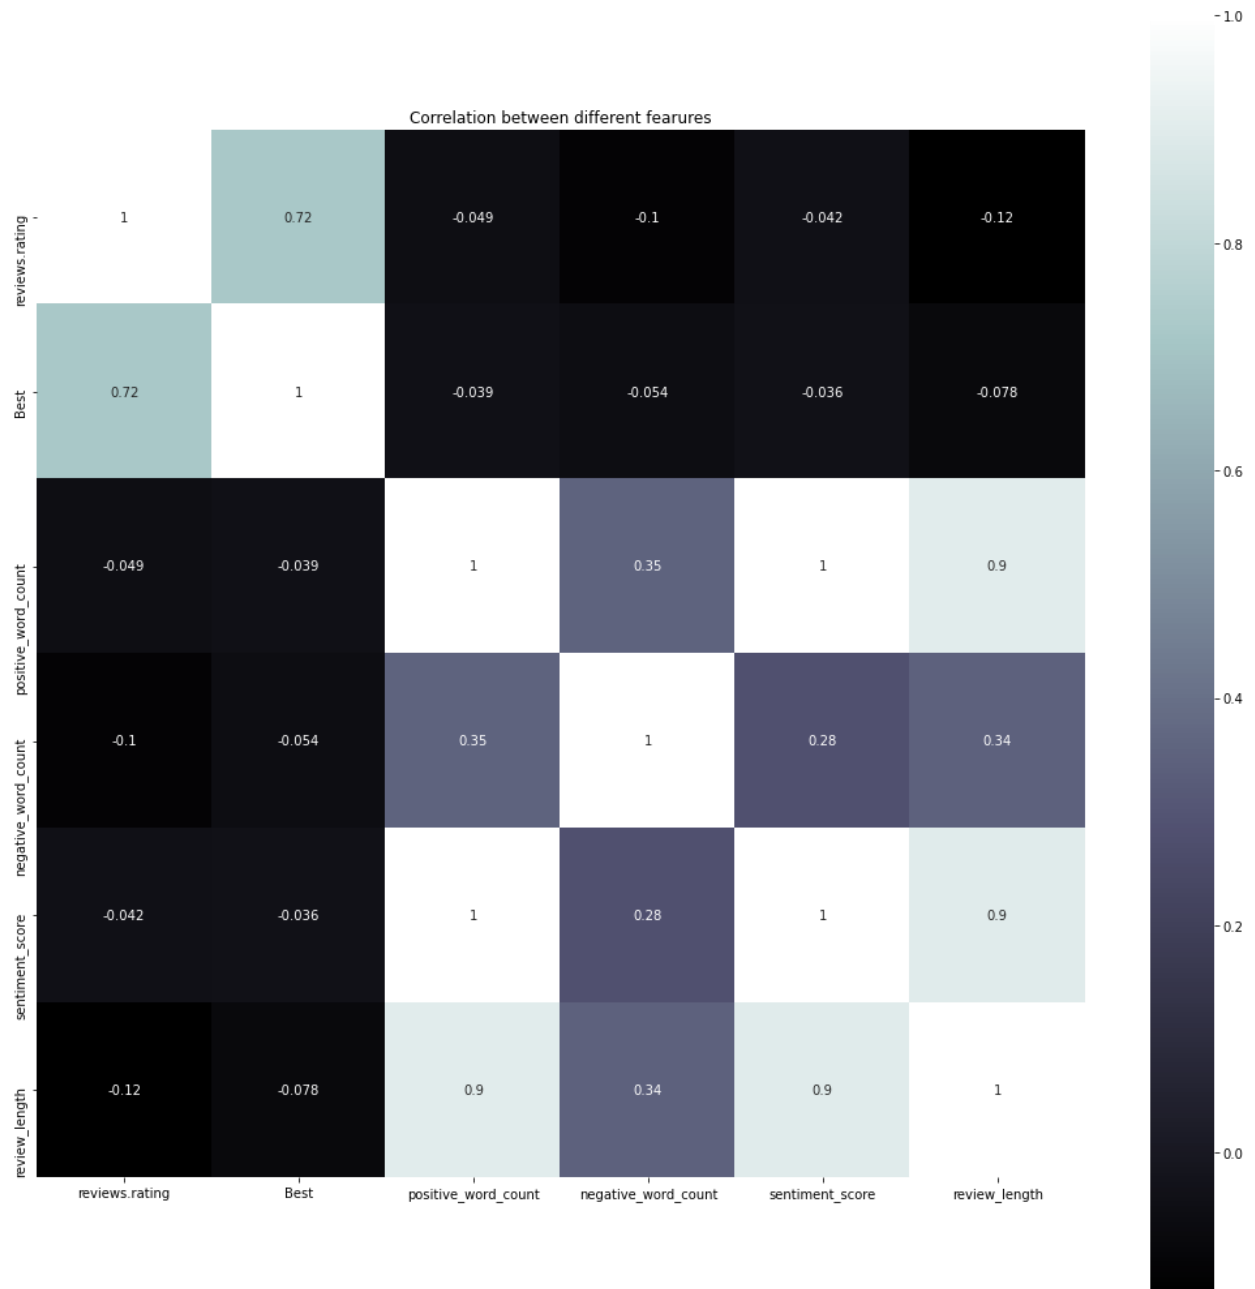 1.0
Correlation between different fearures
reviews.rating
1 0.72 -0.049 -0.1 -0.042 -0.12
0.8
Best
0.72 1 -0.039 -0.054 -0.036 -0.078
0.6
positive_word_count
-0.049 -0.039 1 0.35 1 0.9
0.4
negative_word_count
-0.1 -0.054 0.35 1 0.28 0.34
sentiment_score
-0.042 -0.036 1 0.28 1 0.9
0.2
review_length
-0.12 -0.078 0.9 0.34 0.9 1
0.0
reviews.rating Best positive_word_count negative_word_count sentiment_score review_length